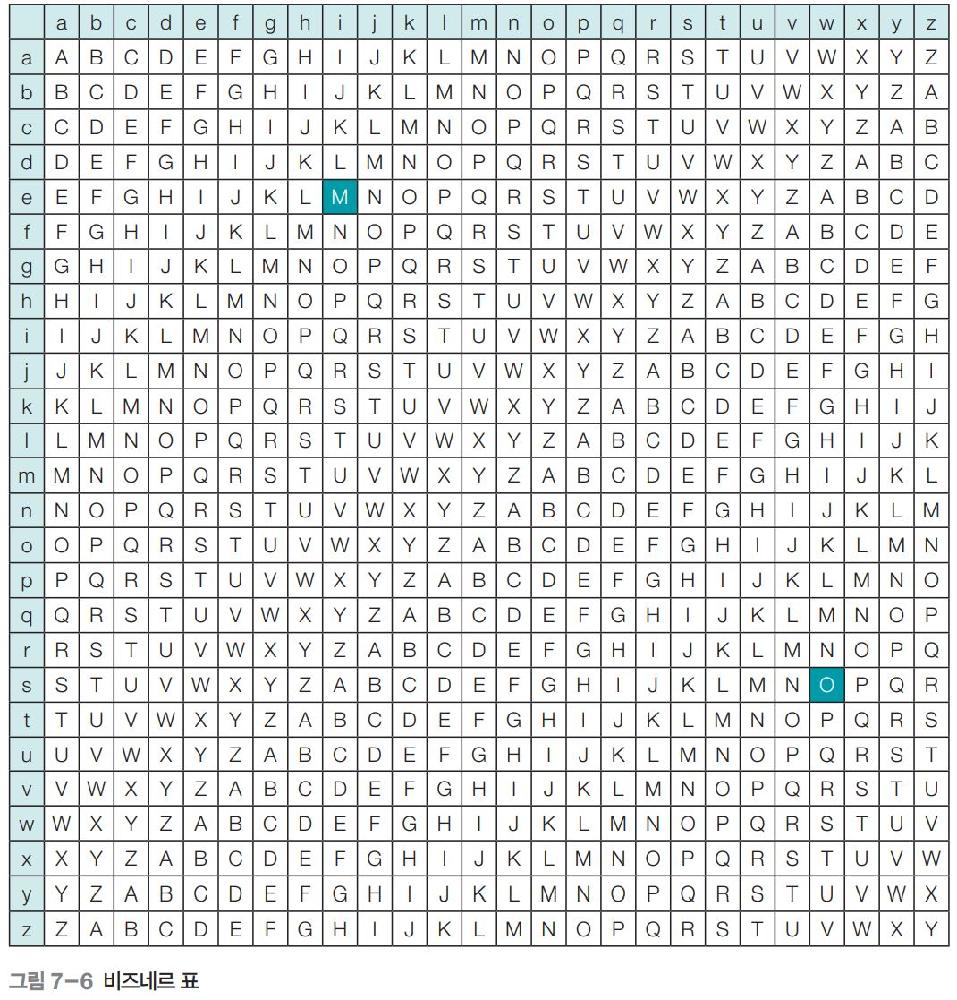 a b c d e f g h i j k l m n o p q r s t u v w x y z
a A B C D E F G H I J K L M N O P Q R S T U V W X Y Z
b B C D E F G H I J K L M N O P Q R S T U V W X Y Z A
c C D E F G H I J K L M N O P Q R S T U V W X Y Z A B
d D E F G H I J K L M N O P Q R S T U V W X Y Z A B C
e E F G H I J K L M N O P Q R S T U V W X Y Z A B C D
f F G H I J K L M N O P Q R S T U V W X Y Z A B C D E
g G H I J K L M N O P Q R S T U V W X Y Z A B C D E F
h H I J K L M N O P Q R S T U V W X Y Z A B C D E F G
i I J K L M N O P Q R S T U V W X Y Z A B C D E F G H
j J K L M N O P Q R S T U V W X Y Z A B C D E F G H I
k K L M N O P Q R S T U V W X Y Z A B C D E F G H I J
l L M N O P Q R S T U V W X Y Z A B C D E F G H I J K
m M N O P Q R S T U V W X Y Z A B C D E F G H I J K L
n N O P Q R S T U V W X Y Z A B C D E F G H I J K L M
o O P Q R S T U V W X Y Z A B C D E F G H I J K L M N
p P Q R S T U V W X Y Z A B C D E F G H I J K L M N O
q Q R S T U V W X Y Z A B C D E F G H I J K L M N O P
r R S T U V W X Y Z A B C D E F G H I J K L M N O P Q
s S T U V W X Y Z A B C D E F G H I J K L M N O P Q R
t T U V W X Y Z A B C D E F G H I J K L M N O P Q R S
u U V W X Y Z A B C D E F G H I J K L M N O P Q R S T
v V W X Y Z A B C D E F G H I J K L M N O P Q R S T U
w W X Y Z A B C D E F G H I J K L M N O P Q R S T U V
x X Y Z A B C D E F G H I J K L M N O P Q R S T U V W
y Y Z A B C D E F G H I J K L M N O P Q R S T U V W X
z Z A B C D E F G H I J K L M N O P Q R S T U V W X Y
그림 7-6 비즈네르 표